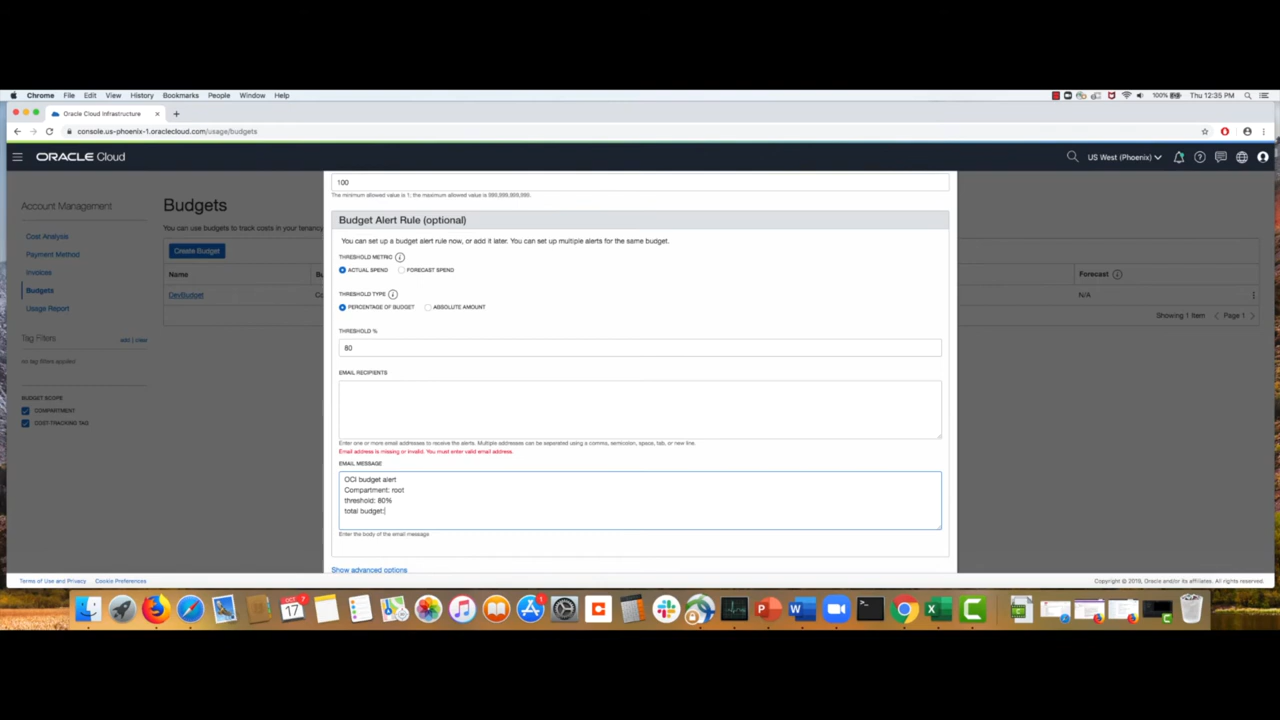 Chrome File Edit View History Bookmarks People Window Help
100% Thu 12:35 PM
Oracle Cloud Infrastructure
console.us-phoenix-1.oraclecloud.com/usage/budgets
ORACLE Cloud
US West (Phoenix)
Account Management
Cost Analysis
Payment Method
Invoices
Budgets
Usage Report
Tag Filters
add | clear
no tag filters applied
BUDGET SCOPE
COMPARTMENT
COST-TRACKING TAG
Budgets
You can use budgets to track costs in your tenancy
Create Budget
Name
DevBudget
100
The minimum allowed value is 1; the maximum allowed value is 999,999,999,999.
Budget Alert Rule (optional)
You can set up a budget alert rule now, or add it later. You can set up multiple alerts for the same budget.
THRESHOLD METRIC
ACTUAL SPEND FORECAST SPEND
THRESHOLD TYPE
PERCENTAGE OF BUDGET ABSOLUTE AMOUNT
THRESHOLD %
80
EMAIL RECIPIENTS
Enter one or more email addresses to receive the alerts. Multiple addresses can be separated using a comma, semicolon, space, tab, or new line.
Email address is missing or invalid. You must enter valid email address.
EMAIL MESSAGE
OCI budget alert
Compartment: root
threshold: 80%
total budget:
Enter the body of the email message
Show advanced options
Forecast
N/A
Showing 1 Item Page 1
Terms of Use and Privacy Cookie Preferences
Copyright © 2019, Oracle and/or its affiliates. All rights reserved.
OCT
17